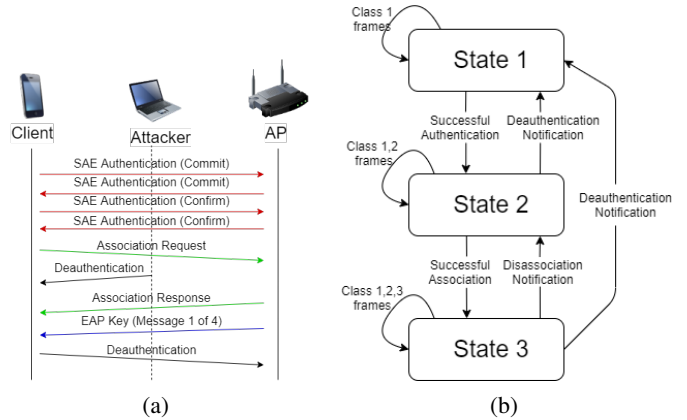 Client
Attacker
AP
SAE Authentication (Commit)
SAE Authentication (Commit)
SAE Authentication (Confirm)
SAE Authentication (Confirm)
Association Request
Deauthentication
Association Response
EAP Key (Message 1 of 4)
Deauthentication
(a)
Class 1
frames
State 1
Successful
Authentication
Deauthentication
Notification
Class 1,2
frames
State 2
Deauthentication
Notification
Successful
Association
Disassociation
Notification
Class 1,2,3
frames
State 3
(b)